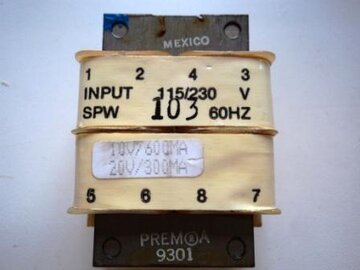 MEXICO
1 2 4 3
INPUT 115/230 V
SPW 103 60HZ
10V/600MA
20V/300MA
5 6 8 7
PREM®A
9301